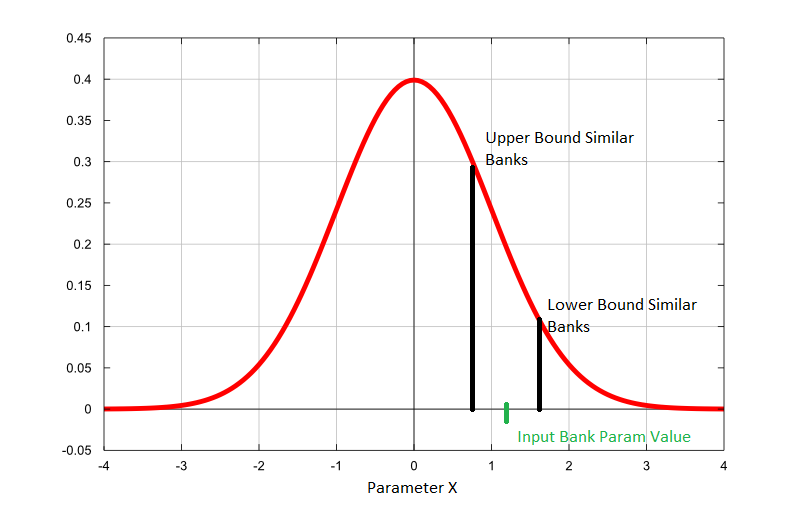 0.45
0.4
0.35
0.3
0.25
0.2
0.15
0.1
0.05
0
-0.05
Upper Bound Similar
Banks
Lower Bound Similar
Banks
Input Bank Param Value
-4 -3 -2 -1 0 1 2 3 4
Parameter X